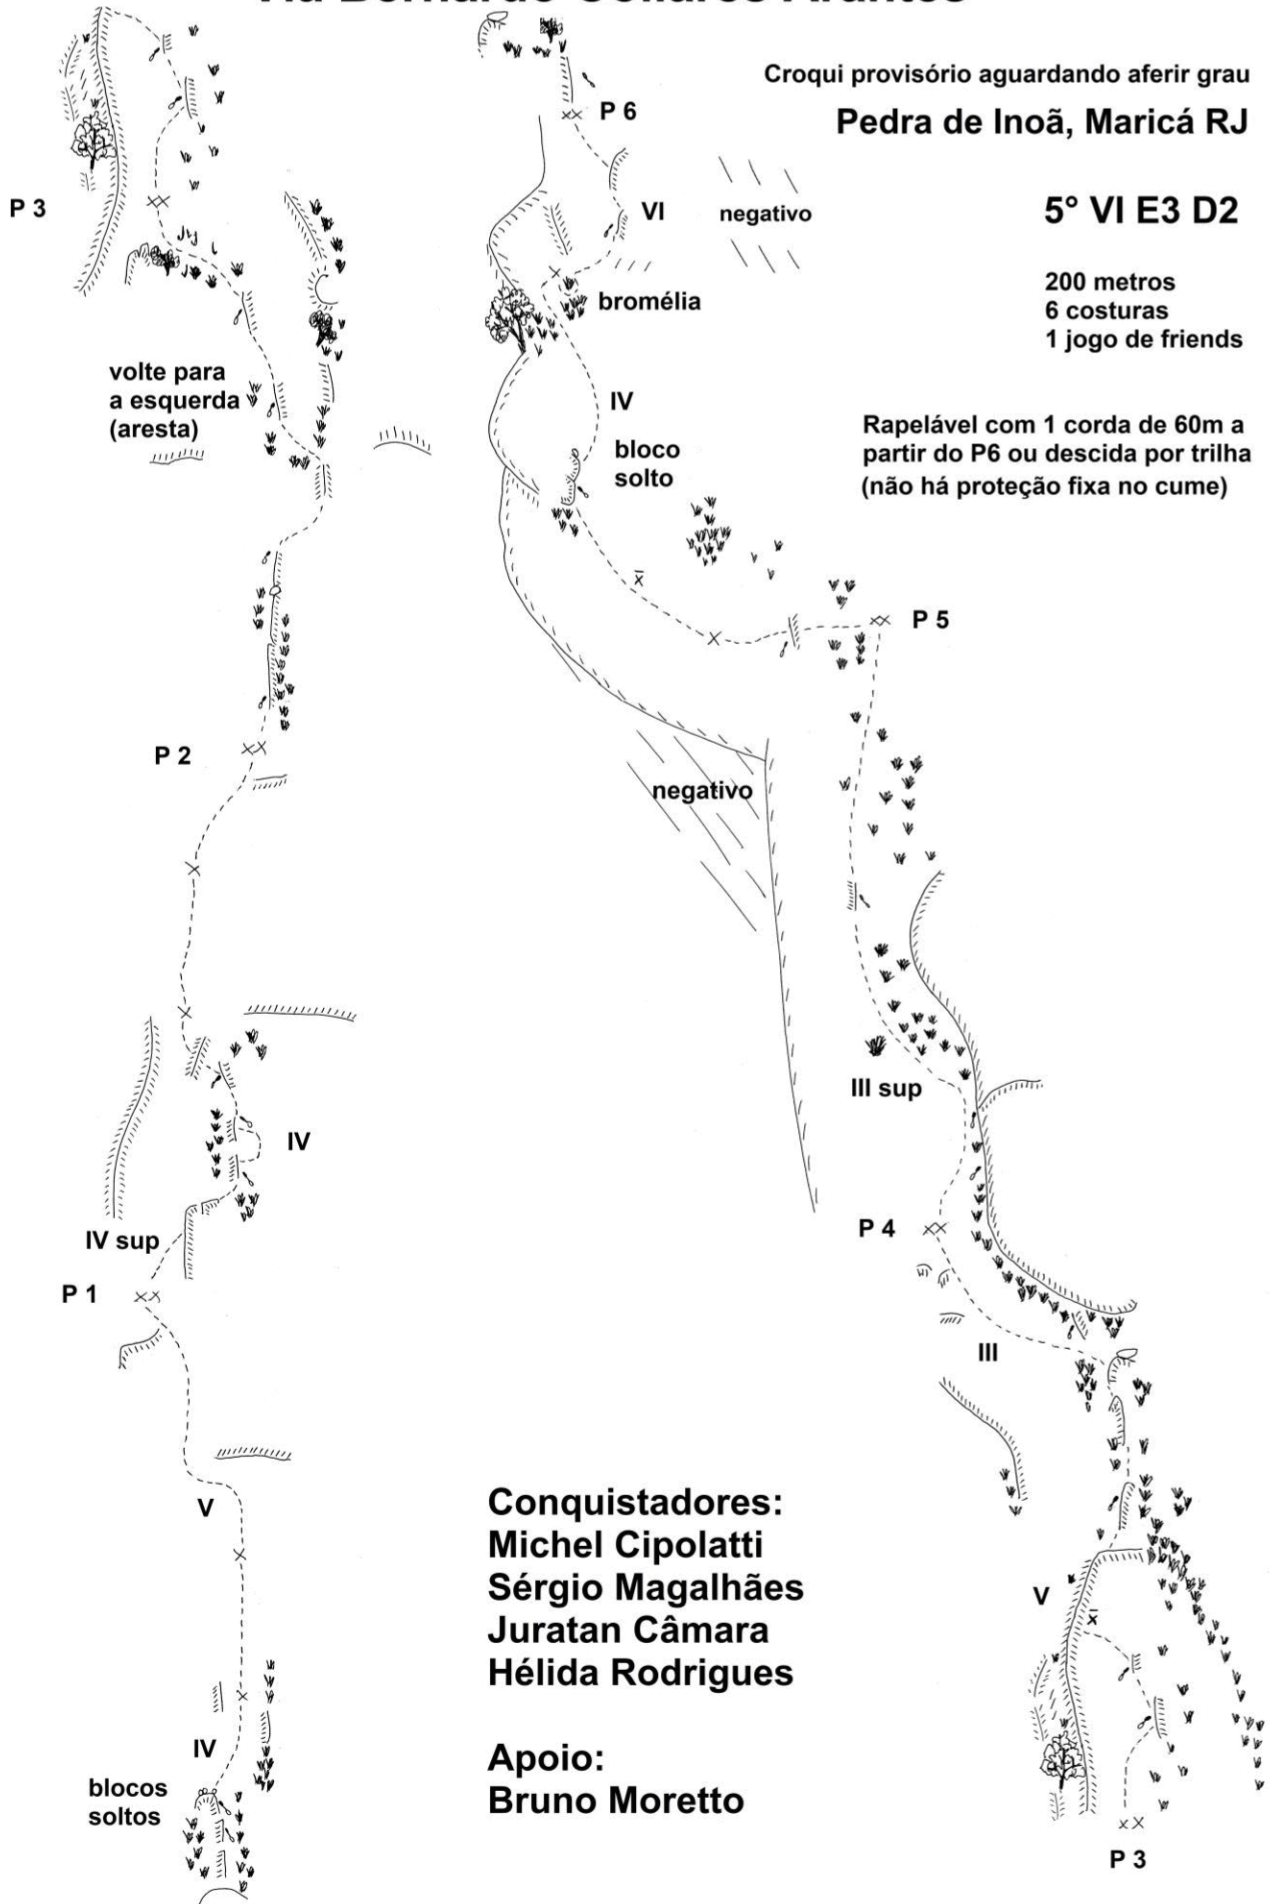 Croqui provisório aguardando aferir grau
Pedra de Inoã, Maricá RJ
5° VI E3 D2
200 metros
6 costuras
1 jogo de friends
Rapelável com 1 corda de 60m a
partir do P6 ou descida por trilha
(não há proteção fixa no cume)
P 6
VI
negativo
bromélia
IV
bloco
solto
P 5
negativo
III sup
P 4
III
V
P 3
P 3
volte para
a esquerda
(aresta)
P 2
IV
IV sup
P 1
V
IV
blocos
soltos
Conquistadores:
Michel Cipolatti
Sérgio Magalhães
Juratan Câmara
Hélida Rodrigues
Apoio:
Bruno Moretto